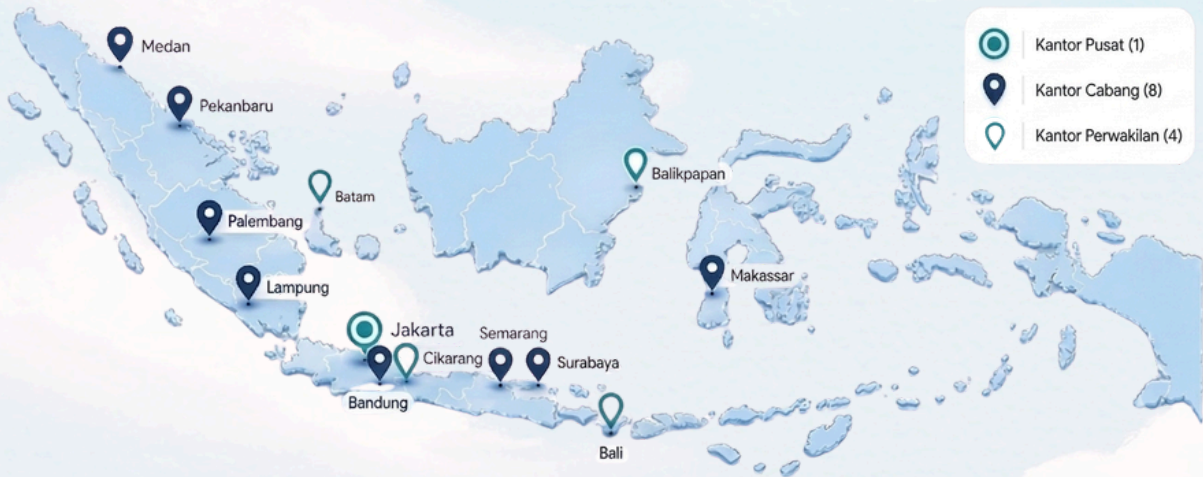 Medan
Pekanbaru
Batam
Palembang
Lampung
Jakarta
Cikarang
Bandung
Semarang
Surabaya
Bali
Balikpapan
Makassar
Kantor Pusat (1)
Kantor Cabang (8)
Kantor Perwakilan (4)